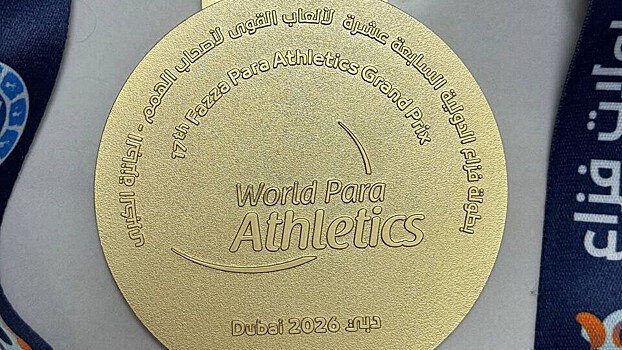 بطولة فزاع الدولية السابعة عشرة لألعاب القوى لأصحاب الهمم - الجائزة الكبرى
17th Fazza Para Athletics Grand Prix
World Para
Athletics
Dubai 2026 دبي
فزاع